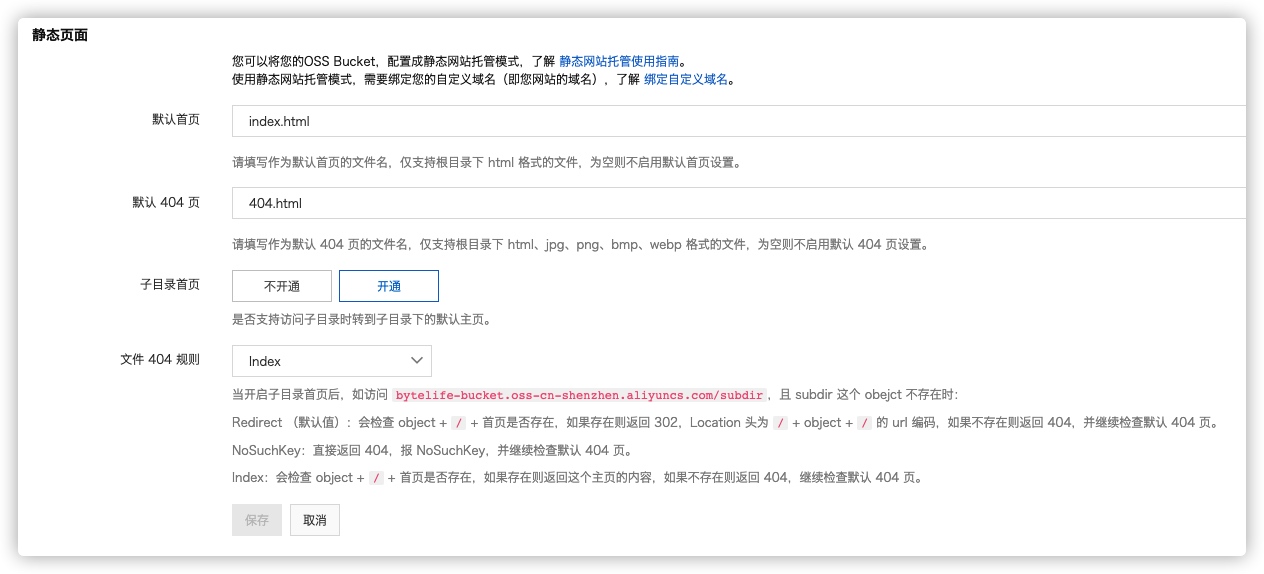 静态页面
您可以将您的OSS Bucket，配置成静态网站托管模式，了解 静态网站托管使用指南。
使用静态网站托管模式，需要绑定您的自定义域名（即您网站的域名），了解 绑定自定义域名。
默认首页
index.html
请填写作为默认首页的文件名，仅支持根目录下 html 格式的文件，为空则不启用默认首页设置。
默认 404 页
404.html
请填写作为默认 404 页的文件名，仅支持根目录下 html、jpg、png、bmp、webp 格式的文件，为空则不启用默认 404 页设置。
子目录首页
不开通 开通
是否支持访问子目录时转到子目录下的默认主页。
文件 404 规则
Index
当开启子目录首页后，如访问 bytelife-bucket.oss-cn-shenzhen.aliyuncs.com/subdir，且 subdir 这个 obejct 不存在时：
Redirect （默认值）：会检查 object + / + 首页是否存在，如果存在则返回 302，Location 头为 / + object + / 的 url 编码，如果不存在则返回 404，并继续检查默认 404 页。
NoSuchKey：直接返回 404，报 NoSuchKey，并继续检查默认 404 页。
Index：会检查 object + / + 首页是否存在，如果存在则返回这个主页的内容，如果不存在则返回 404，继续检查默认 404 页。
保存 取消